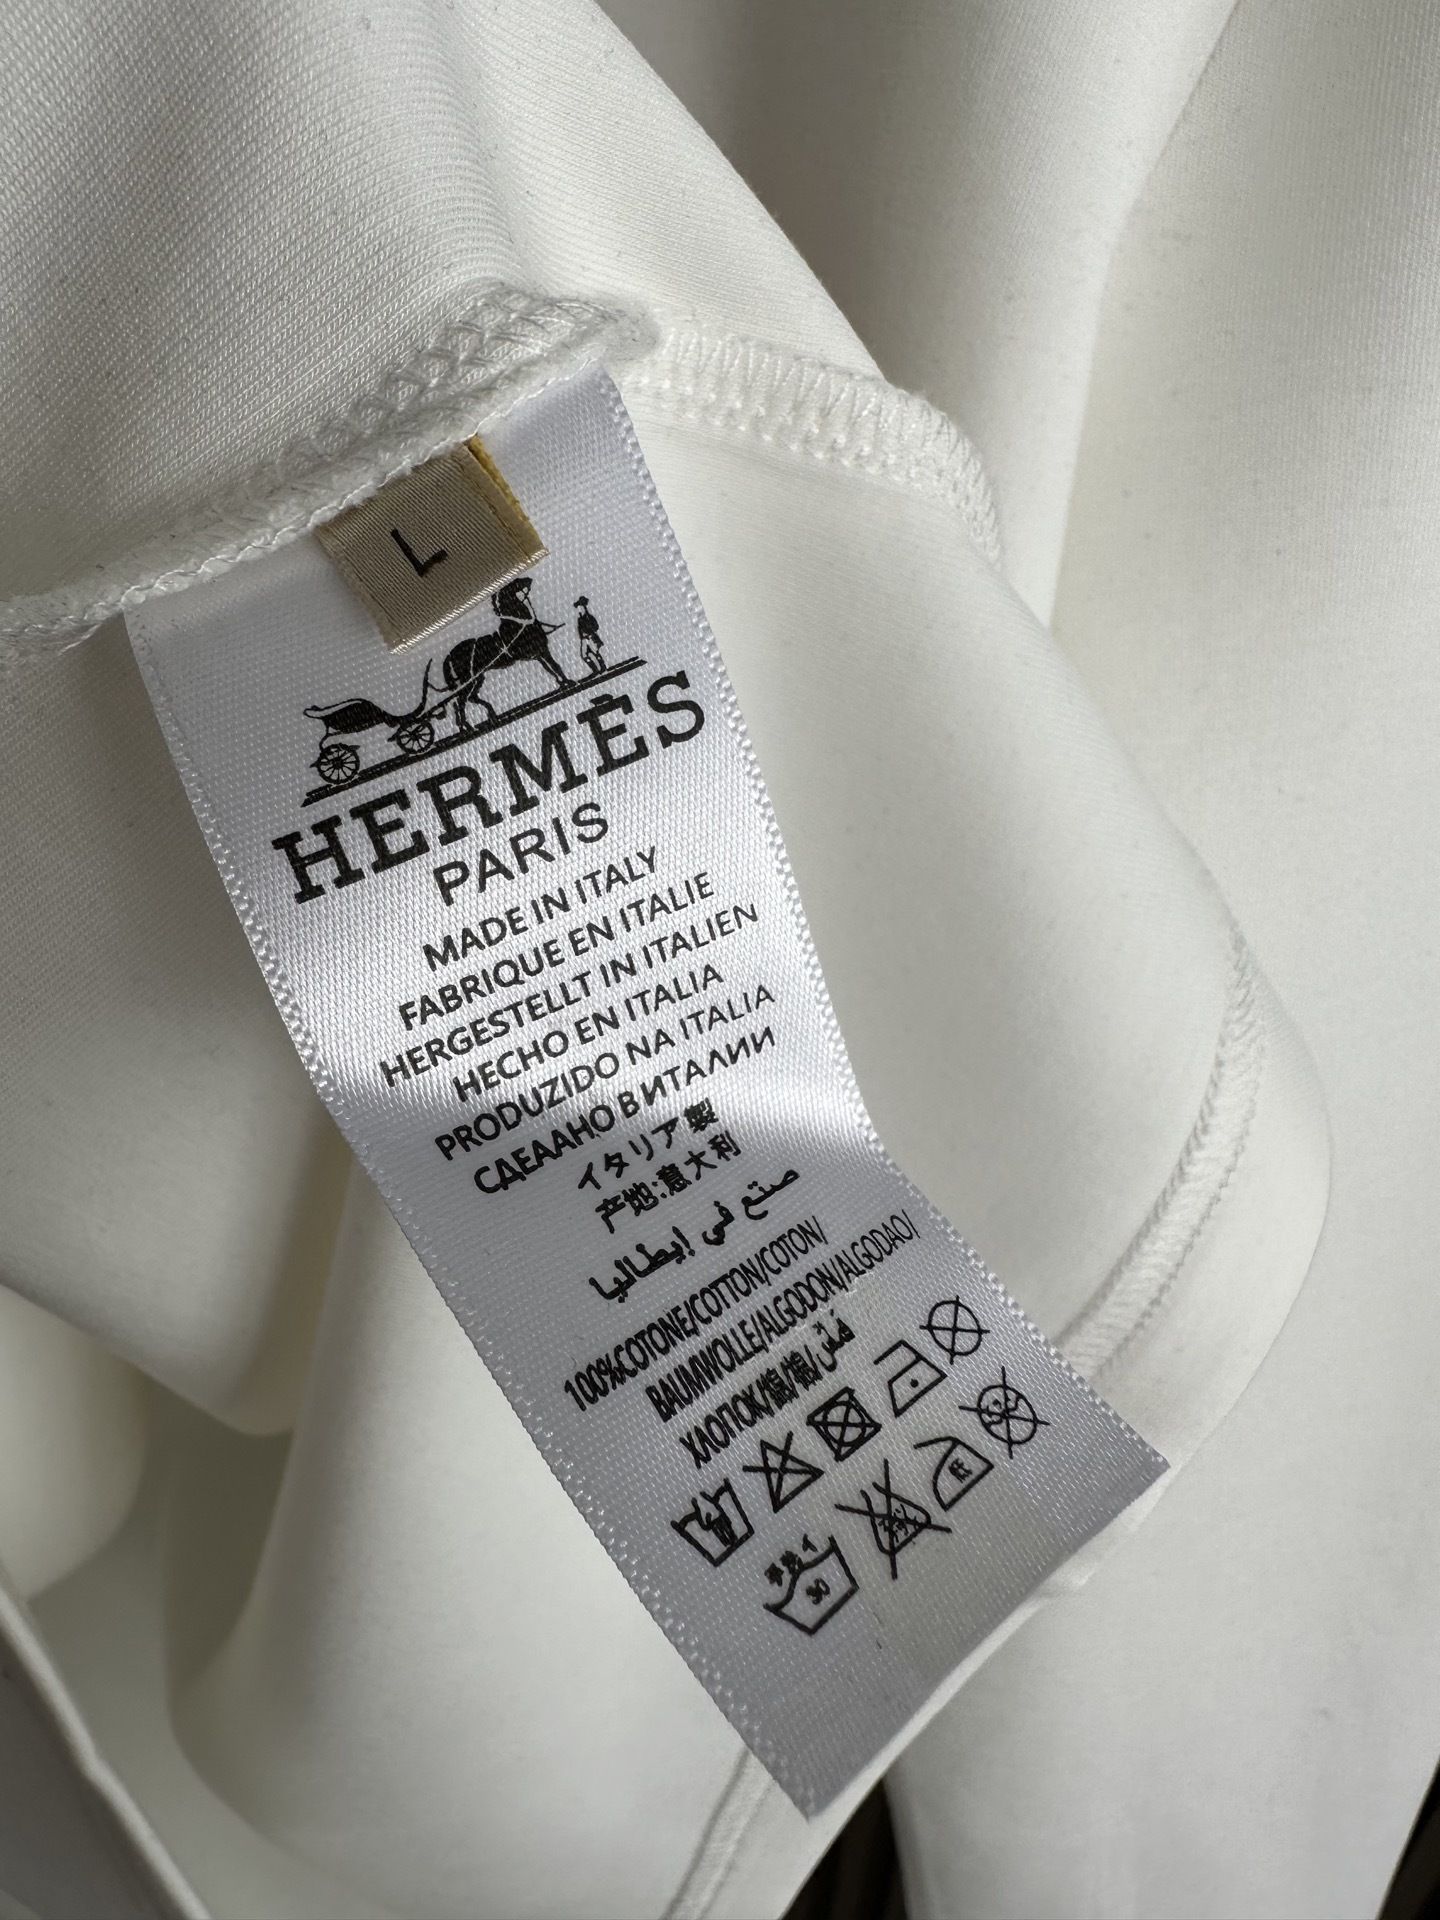 L
HERMÈS
PARIS
MADE IN ITALY
FABRIQUE EN ITALIE
HERGESTELLT IN ITALIEN
HECHO EN ITALIA
PRODUZIDO NA ITALIA
СДЕААНО В ИТАЛИИ
イタリア製
产地:意大利
صنع في إيطاليا
100%COTONE/COTTON/COTON/
BAUMWOLLE/ALGODON/ALGODAO/
ХЛОПОК/綿/棉/قطن
30